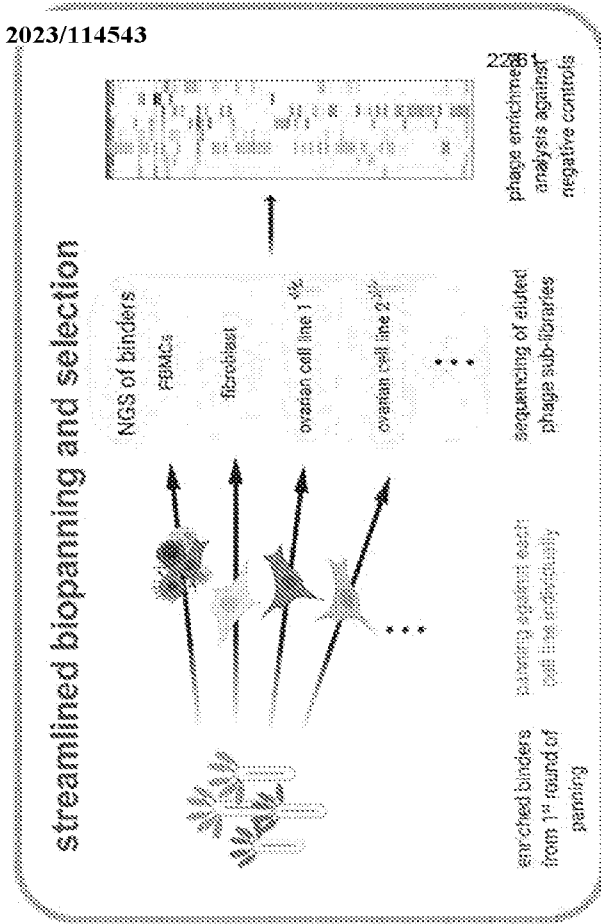 2023/114543
streamlined biopanning and selection
enriched binders
from 1st round of
panning
panning against each
cell line individually
NGS of binders
PBMCs
fibroblast
ovarian cell line 1
ovarian cell line 2
sequencing of eluted
phage sub-libraries
phage enrichment
analysis against
negative controls